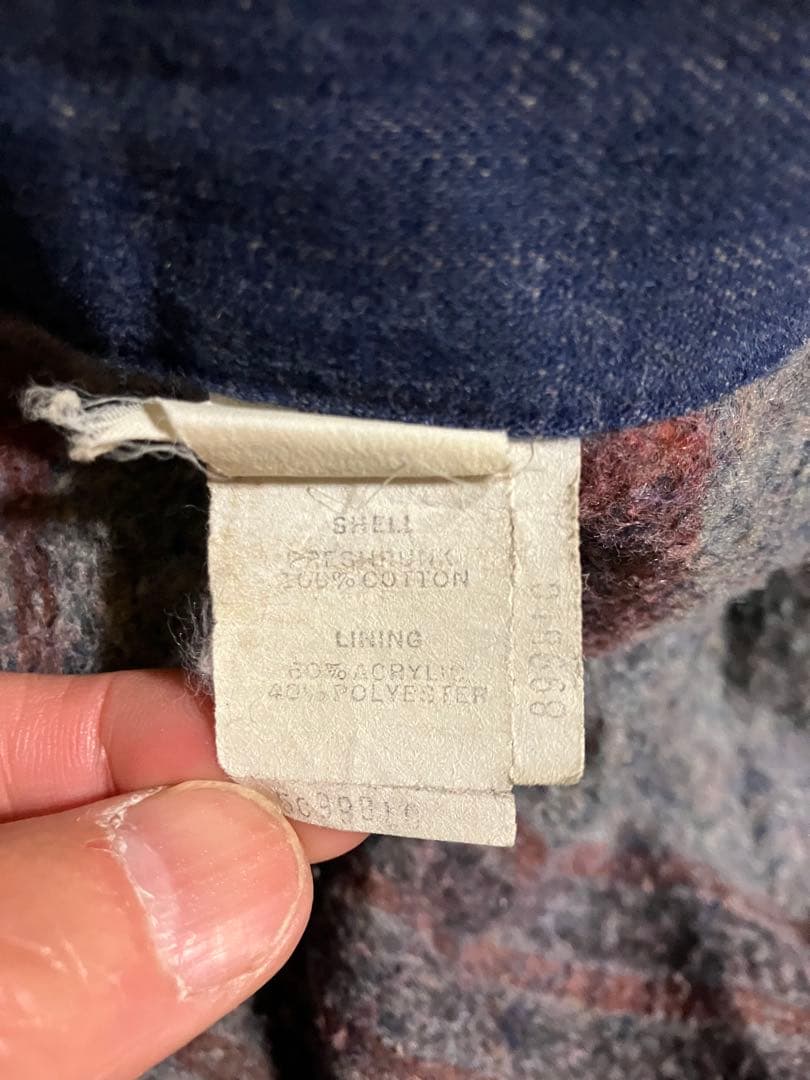 SHELL
PRESHRUNK
100% COTTON
LINING
60% ACRYLIC
40% POLYESTER